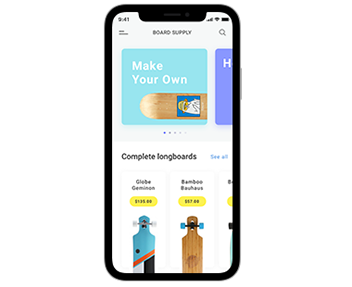 9:41
BOARD SUPPLY
Make
Your Own
H
Complete longboards
See all
Globe
Geminon
Bamboo
Bauhaus
B
$135.00
$57.00